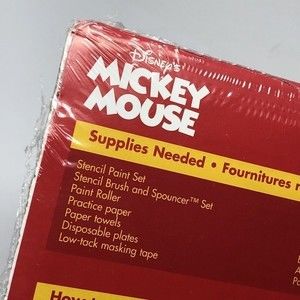 DISNEY'S
MICKEY
MOUSE
Supplies Needed • Fournitures
Stencil Paint Set
Stencil Brush and Spouncer™ Set
Paint Roller
Practice paper
Paper towels
Disposable plates
Low-tack masking tape